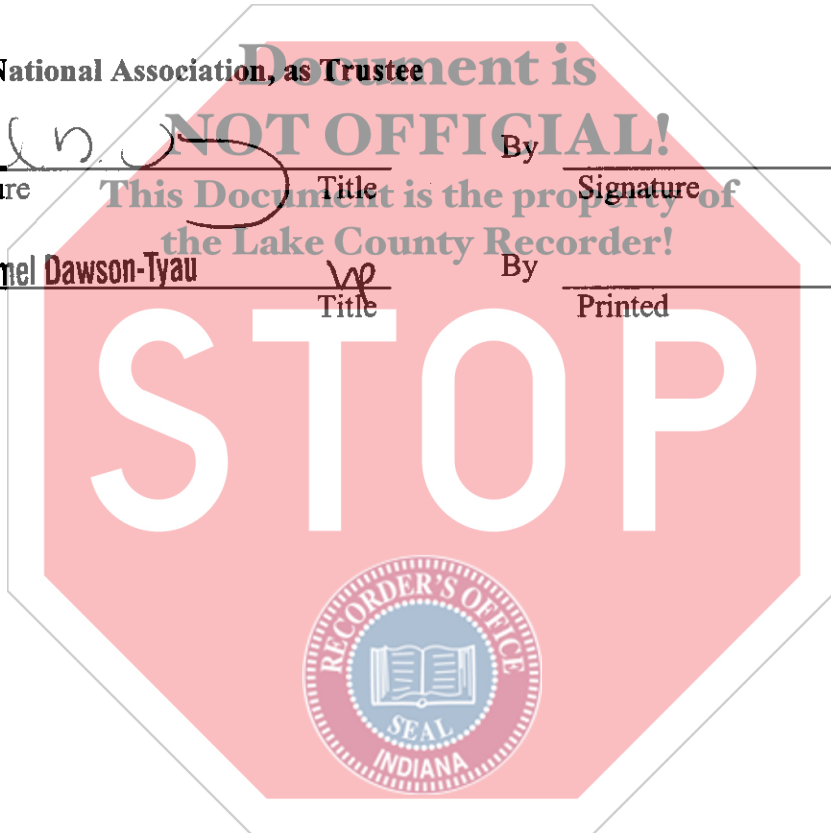 National Association, as Trustee
Document is
NOT OFFICIAL!
This Document is the property of
the Lake County Recorder!
By
Title
Signature
Dawson-Tyau
VP
By
Title
Printed
STOP
RECORDER'S OFFICE
SEAL
INDIANA